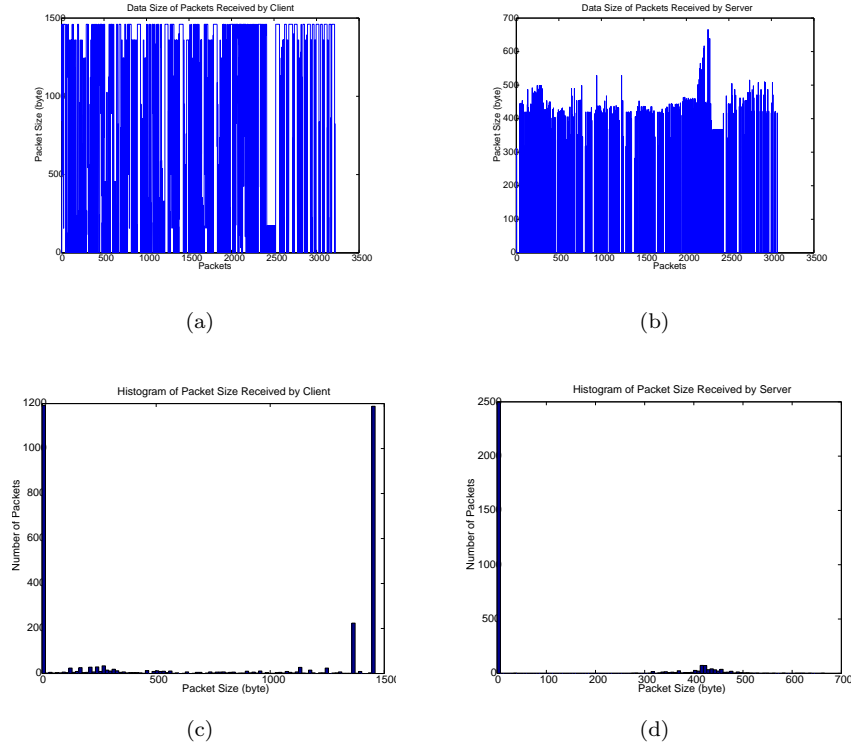 Data Size of Packets Received by Client
1500
1000
500
0
Packet Size (byte)
0 500 1000 1500 2000 2500 3000 3500
Packets
(a)
Data Size of Packets Received by Server
700
600
500
400
300
200
100
0
Packet Size (byte)
0 500 1000 1500 2000 2500 3000 3500
Packets
(b)
Histogram of Packet Size Received by Client
1200
1000
800
600
400
200
0
Number of Packets
0 500 1000 1500
Packet Size (byte)
(c)
Histogram of Packet Size Received by Server
2500
2000
1500
1000
500
0
Number of Packets
0 100 200 300 400 500 600 700
Packet Size (byte)
(d)